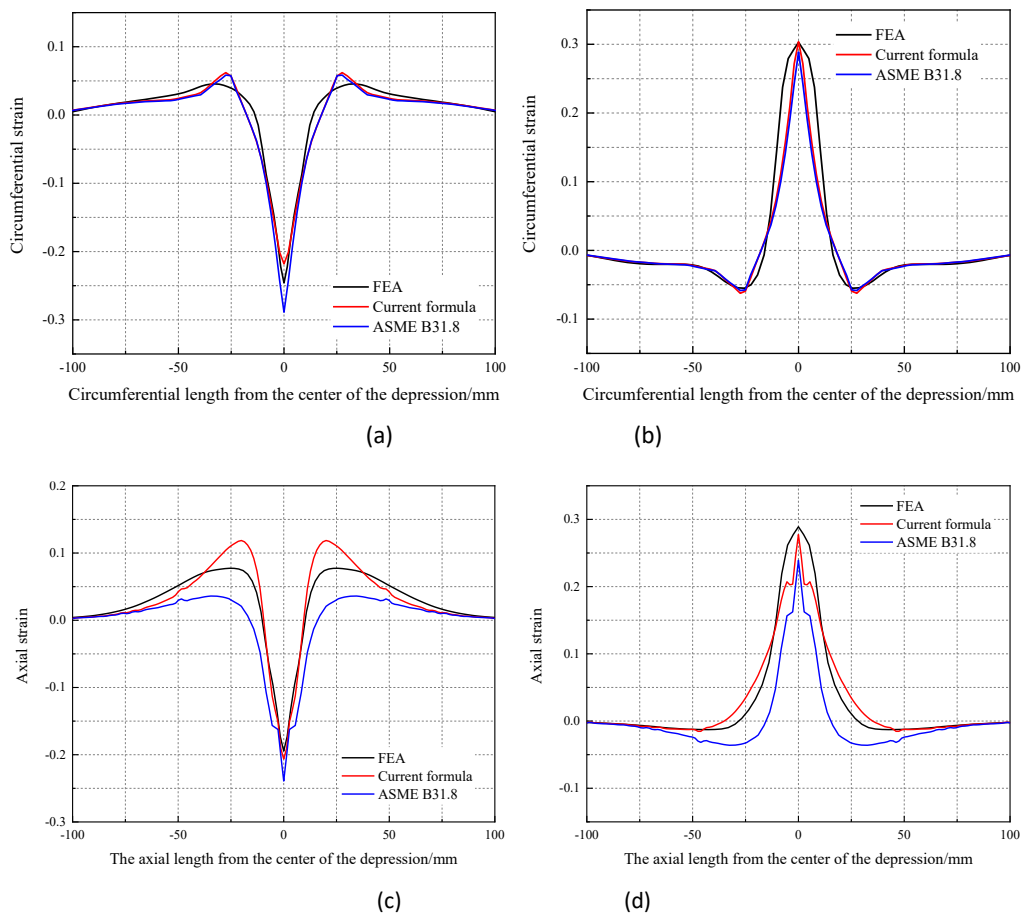 0.1
0.0
-0.1
-0.2
-0.3
Circumferential strain
FEA
Current formula
ASME B31.8
-100
-50
0
50
100
Circumferential length from the center of the depression/mm
(a)
0.3
0.2
0.1
0.0
-0.1
Circumferential strain
FEA
Current formula
ASME B31.8
-100
-50
0
50
100
Circumferential length from the center of the depression/mm
(b)
0.2
0.1
0.0
-0.1
-0.2
-0.3
Axial strain
FEA
Current formula
ASME B31.8
-100
-50
0
50
100
The axial length from the center of the depression/mm
(c)
0.3
0.2
0.1
0.0
-0.1
Axial strain
FEA
Current formula
ASME B31.8
-100
-50
0
50
100
The axial length from the center of the depression/mm
(d)